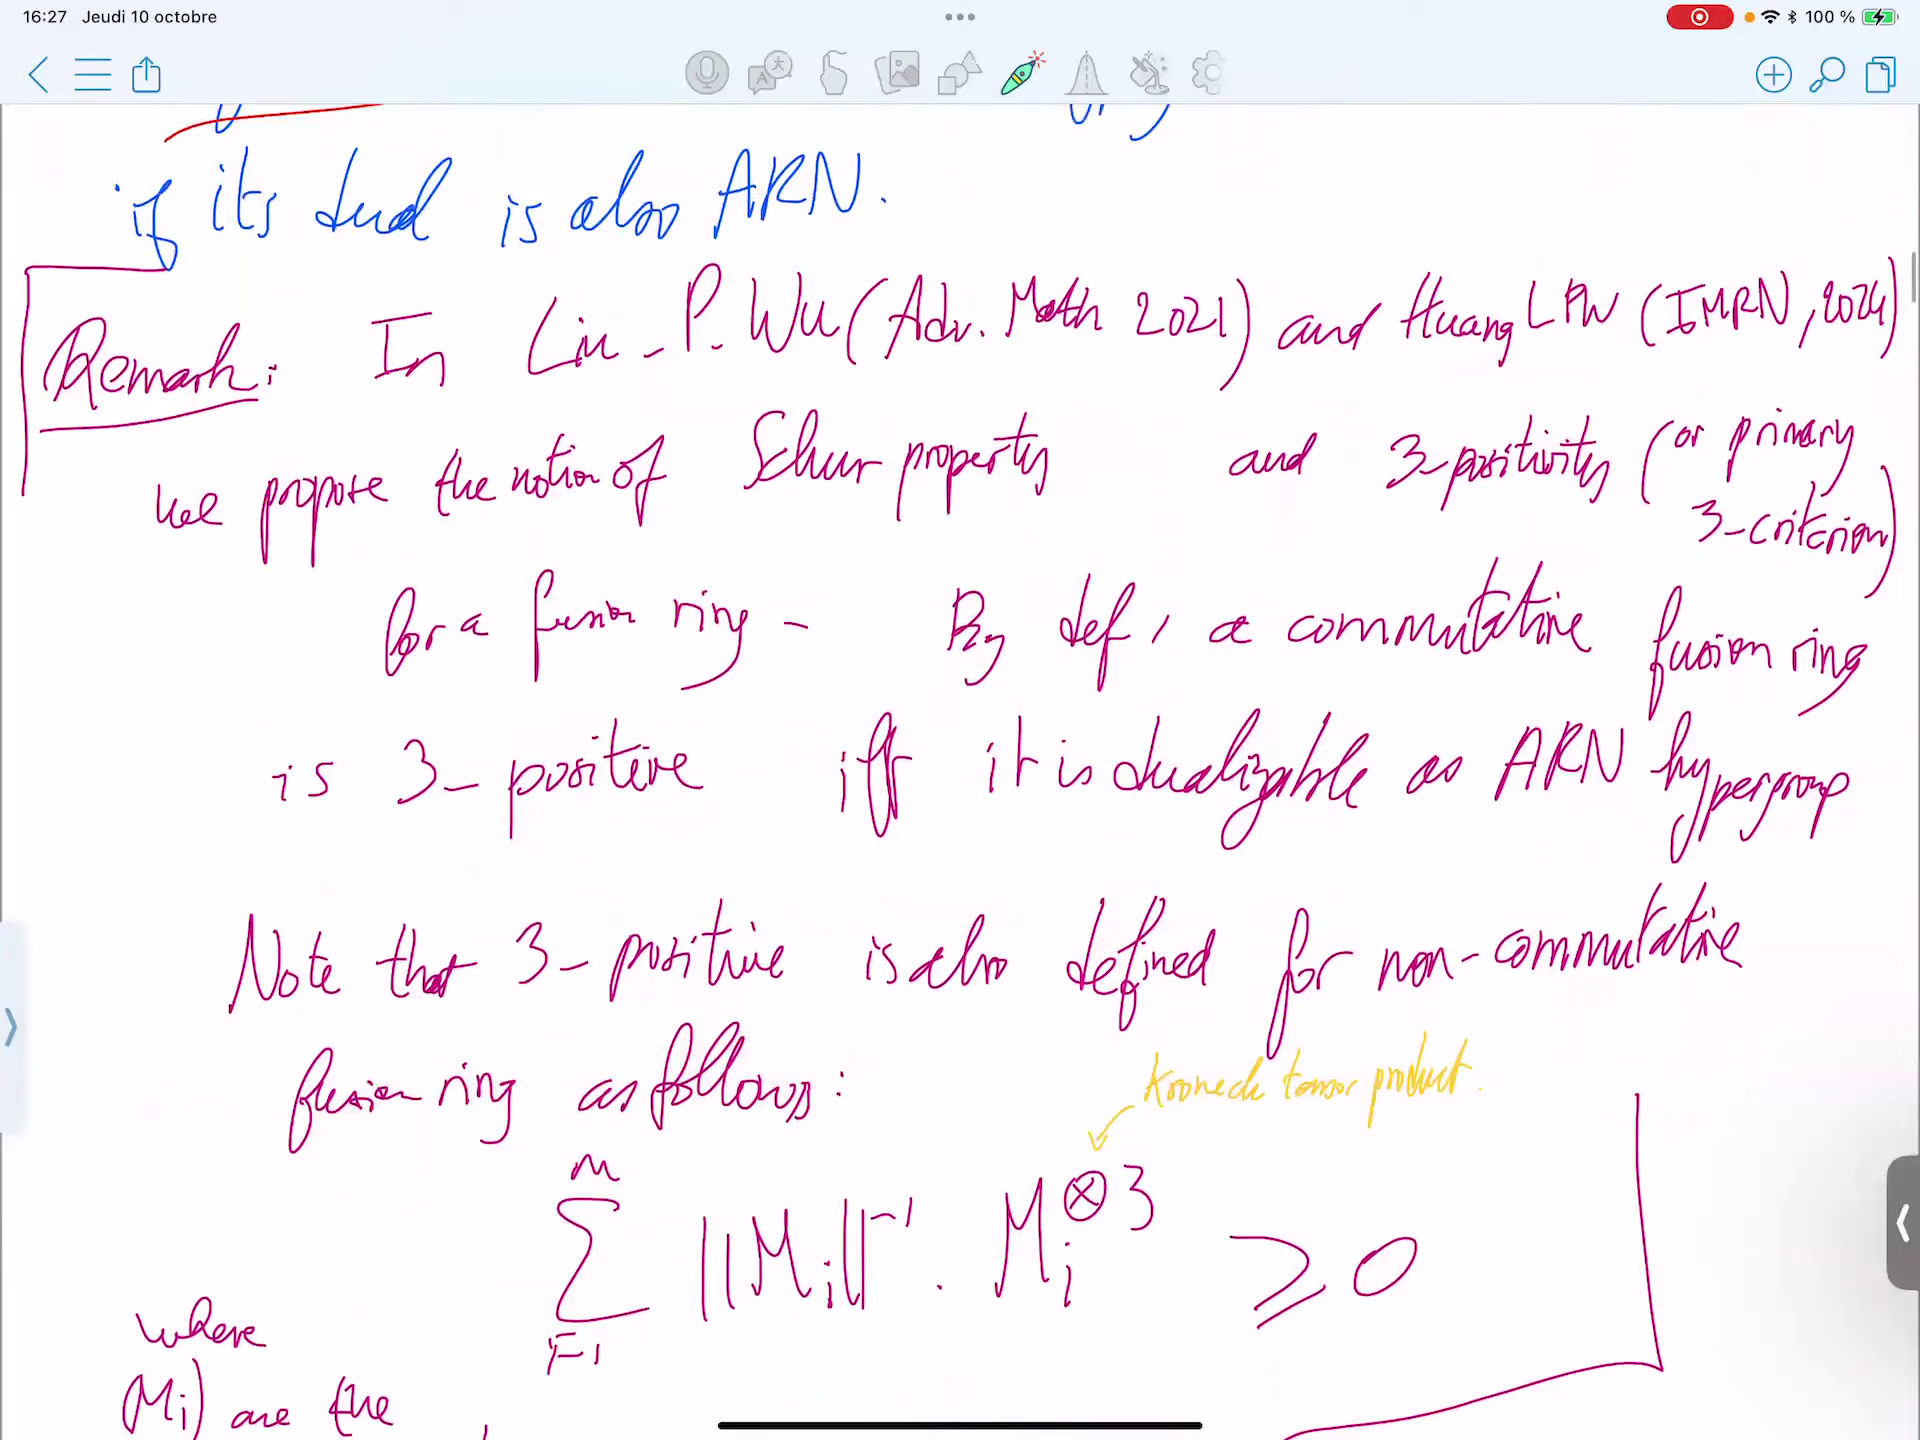 16:27 Jeudi 10 octobre
100 %
if its dual is also ARN.
Remark: In Liu-P.Wu (Adv. Math 2021) and Huang LPW (IMRN, 2024)
we propose the notion of Schur property and 3-positivity (or primary
3-criterion)
for a fusion ring - By def, a commutative fusion ring
is 3-positive iff it is dualizable as ARN hypergroup
Note that 3-positive is also defined for non-commutative
fusion ring as follows:
Kroneck tensor product.
∑_{i=1}^{m} ||M_i||^{-1} . M_i^{⊗3} ≥ 0
where
(M_i) are the